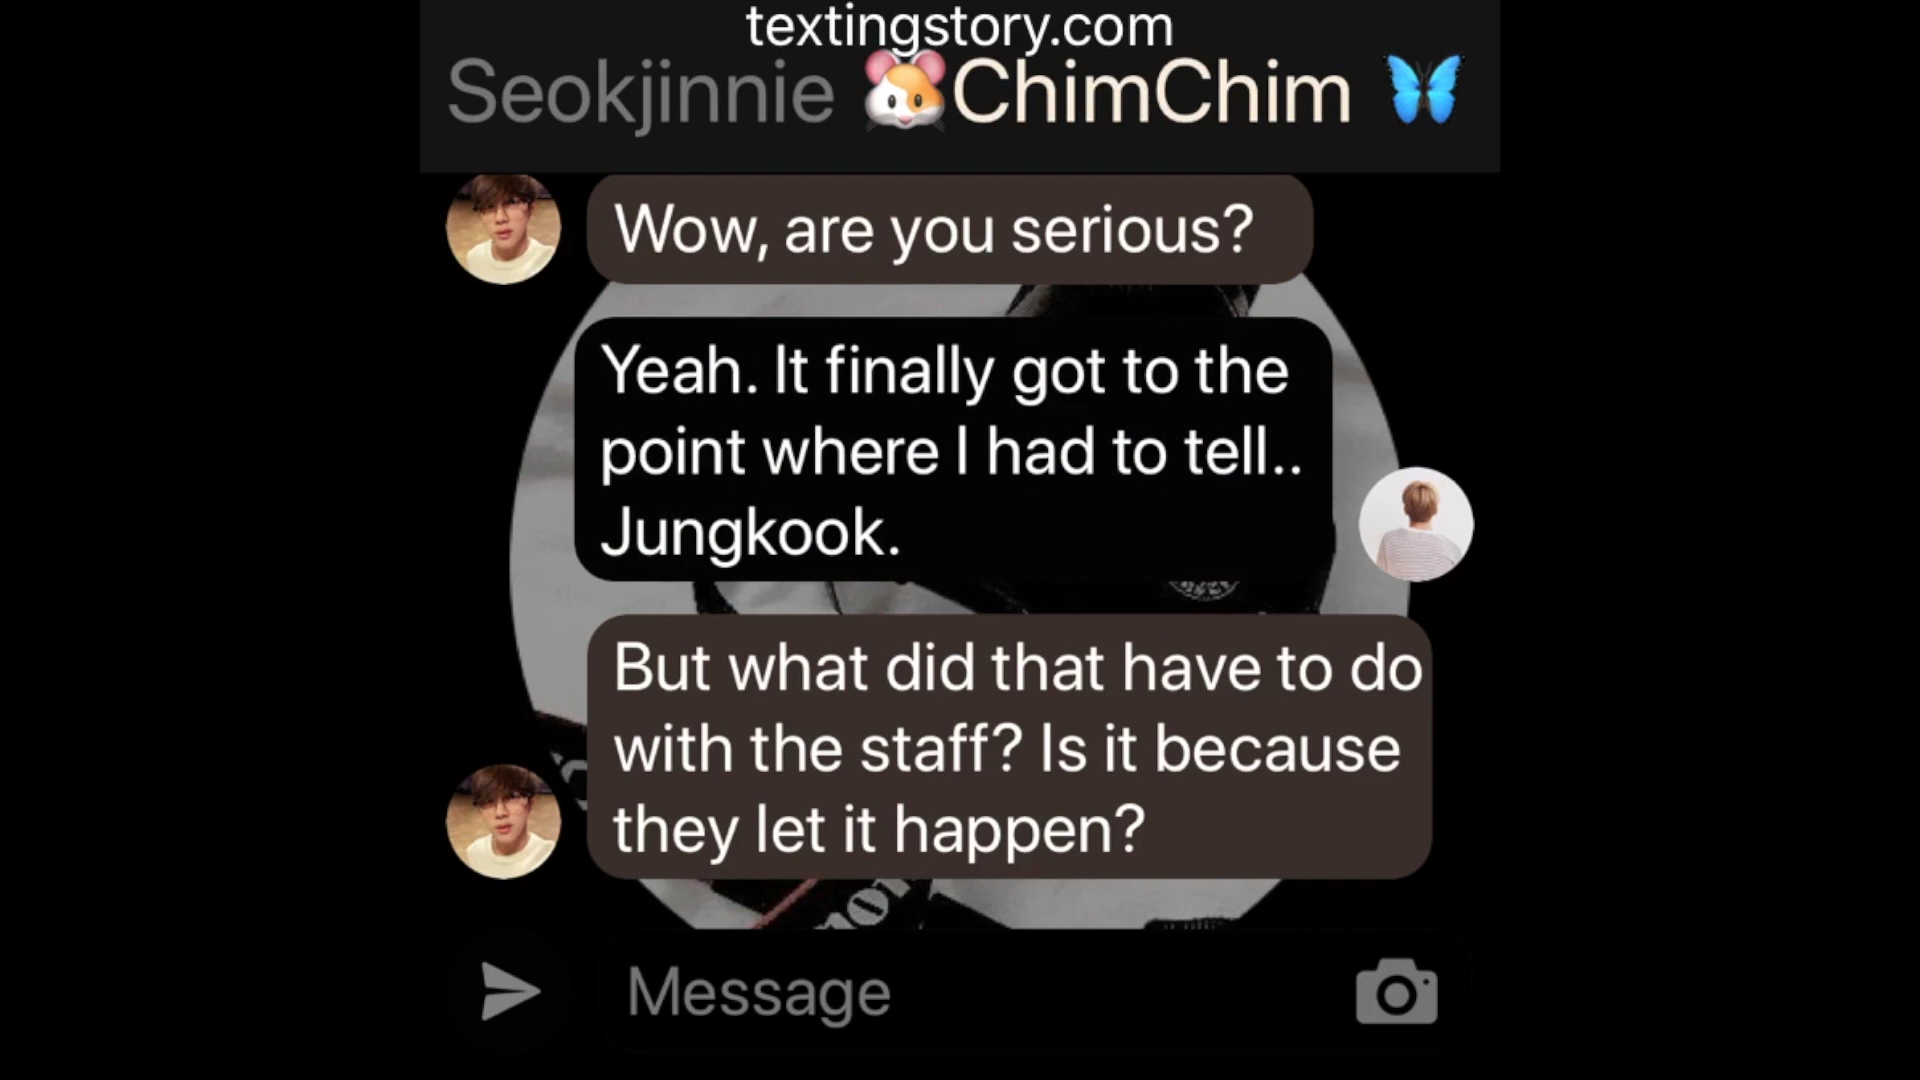 textingstory.com
Seokjinnie 🐹ChimChim 🦋
Wow, are you serious?
Yeah. It finally got to the
point where I had to tell..
Jungkook.
But what did that have to do
with the staff? Is it because
they let it happen?
Message